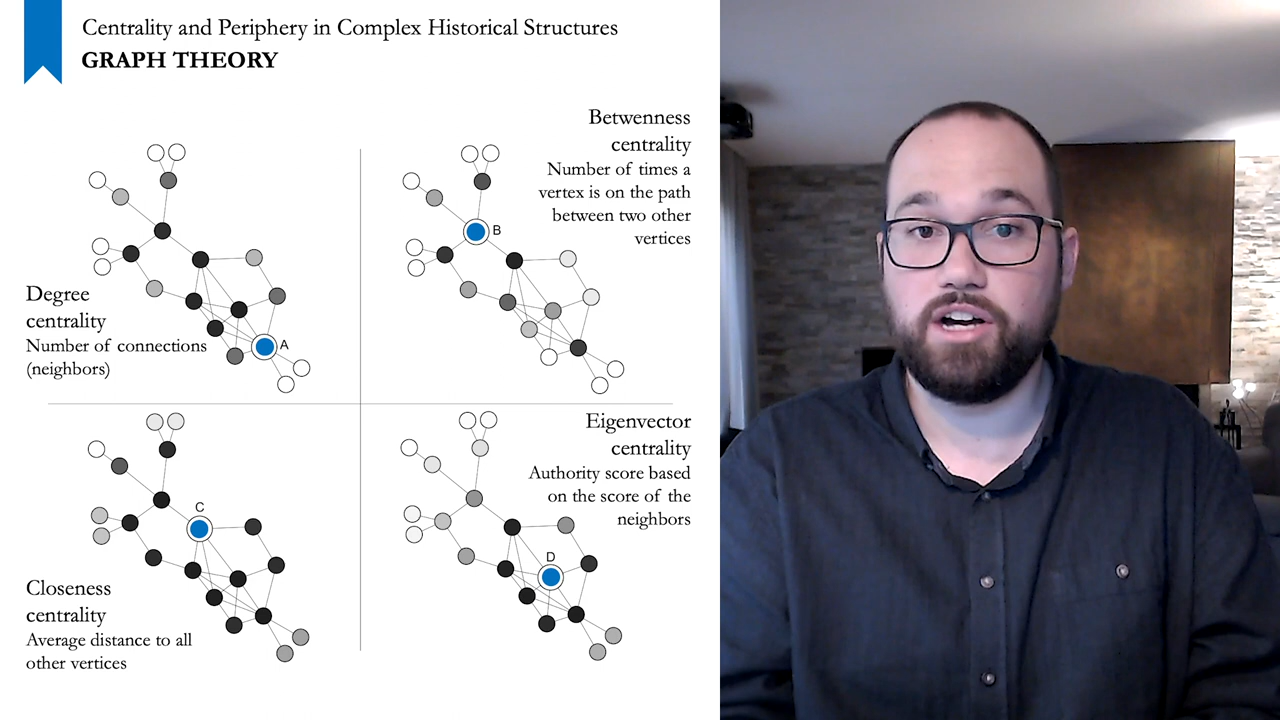 Centrality and Periphery in Complex Historical Structures
GRAPH THEORY
Degree
centrality
Number of connections
(neighbors)
A
Betwenness
centrality
Number of times a
vertex is on the path
between two other
vertices
B
Closeness
centrality
Average distance to all
other vertices
C
Eigenvector
centrality
Authority score based
on the score of the
neighbors
D